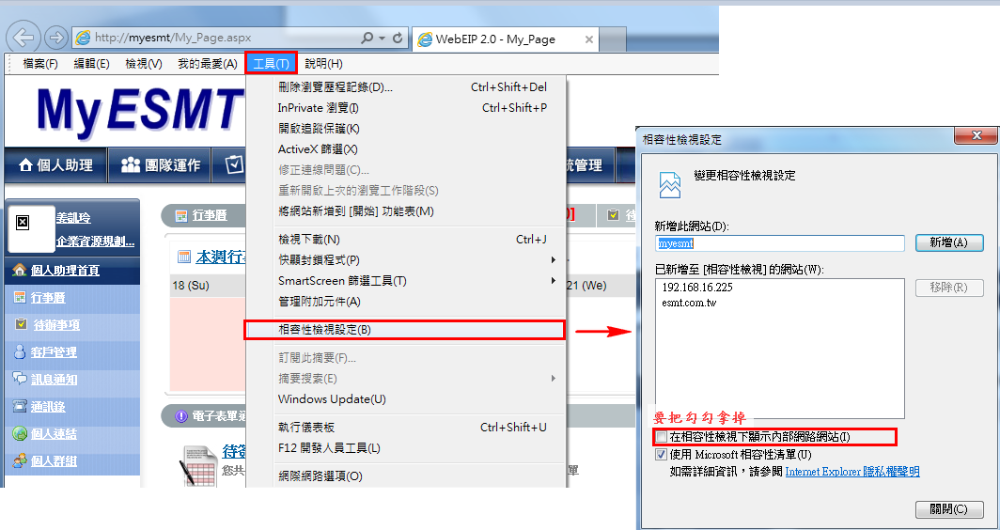 http://myesmt/My_Page.aspx
WebEIP 2.0 - My_Page
檔案(F) 編輯(E) 檢視(V) 我的最愛(A) 工具(T) 說明(H)
MyESMT
個人助理 團隊運作
統管理
姜凱玲
企業資源規劃...
個人助理首頁
行事曆
待辦事項
客戶管理
訊息通知
通訊錄
個人連結
個人群組
行事曆
本週行事
18 (Su)
21 (We)
電子表單通
待簽
您共
單
刪除瀏覽歷程記錄(D)... Ctrl+Shift+Del
InPrivate 瀏覽(I) Ctrl+Shift+P
開啟追蹤保護(K)
ActiveX 篩選(X)
修正連線問題(C)...
重新開啟上次的瀏覽工作階段(S)
將網站新增到 [開始] 功能表(M)
檢視下載(N) Ctrl+J
快顯封鎖程式(P)
SmartScreen 篩選工具(T)
管理附加元件(A)
相容性檢視設定(B)
訂閱此摘要(F)...
摘要搜索(E)
Windows Update(U)
執行儀表板 Ctrl+Shift+U
F12 開發人員工具(L)
網際網路選項(O)
相容性檢視設定
變更相容性檢視設定
新增此網站(D):
myesmt
新增(A)
已新增至 [相容性檢視] 的網站(W):
192.168.16.225
esmt.com.tw
移除(R)
要把勾勾拿掉
在相容性檢視下顯示內部網路網站(I)
使用 Microsoft 相容性清單(U)
如需詳細資訊，請參閱 Internet Explorer 隱私權聲明
關閉(C)